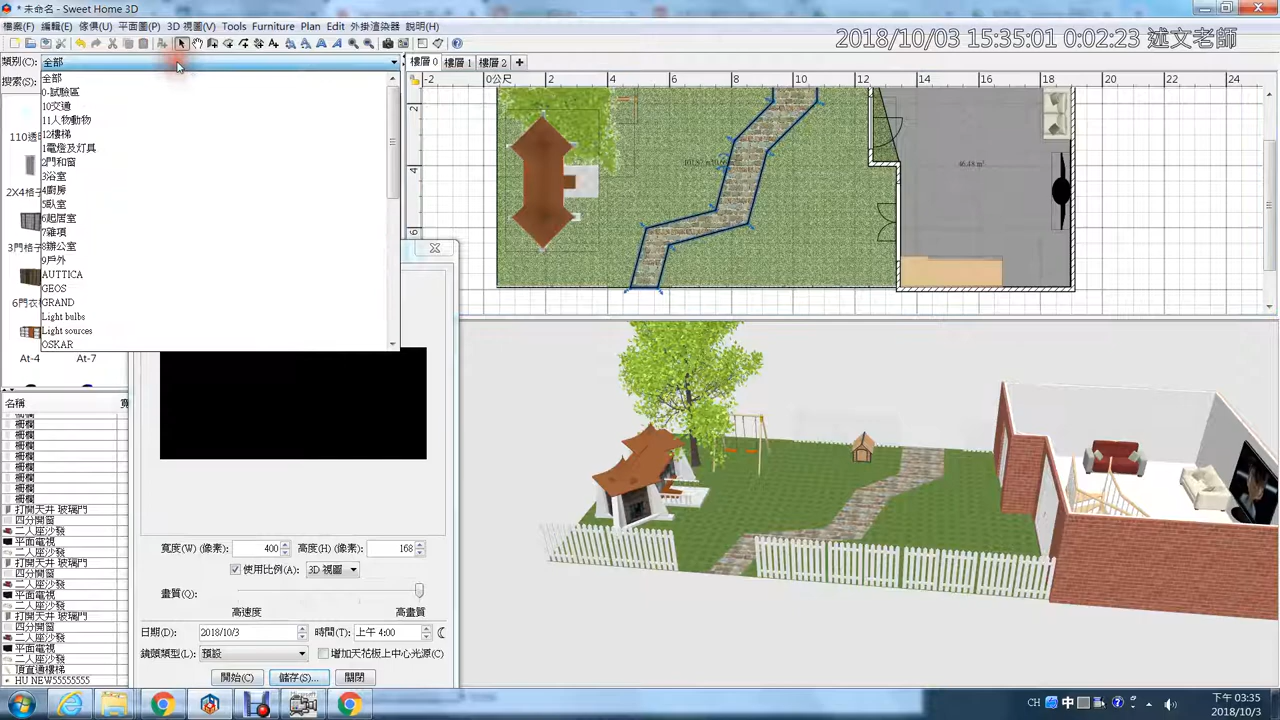 * 未命名 - Sweet Home 3D
檔案(F) 編輯(E) 傢俱(U) 平面圖(P) 3D 視圖(V) Tools Furniture Plan Edit 外掛渲染器 說明(H)
2018/10/03 15:35:01 0:02:23 述文老師
類別(C): 全部
樓層 0 樓層 1 樓層 2
搜索(S):
-2 0公尺 2 4 6 8 10 12 14 16 18 20 22 24
全部
0-試驗區
10交通
11人物動物
12樓梯
1電燈及灯具
2門和窗
3浴室
4廚房
5臥室
6起居室
7雜項
8辦公室
9戶外
AUTTICA
GEOS
GRAND
Light bulbs
Light sources
OSKAR
110透
2X4格子
3門格子
6門衣
At-4 At-7
2
4
6
46.48 m²
名稱 寬
柵欄
柵欄
柵欄
柵欄
柵欄
柵欄
柵欄
柵欄
打開天井 玻璃門
四分開窗
二人座沙發
平面電視
二人座沙發
打開天井 玻璃門
四分開窗
二人座沙發
平面電視
二人座沙發
打開天井 玻璃門
四分開窗
二人座沙發
平面電視
二人座沙發
頂直邊樓梯
HU NEW5555555
寬度(W) (像素): 400 高度(H) (像素): 168
使用比例(A): 3D 視圖
畫質(Q):
高速度 高畫質
日期(D): 2018/10/3 時間(T): 上午 4:00
鏡頭類型(L): 預設 增加天花板上中心光源(C)
開始(C) 儲存(S)... 關閉
CH 中
下午 03:35
2018/10/3